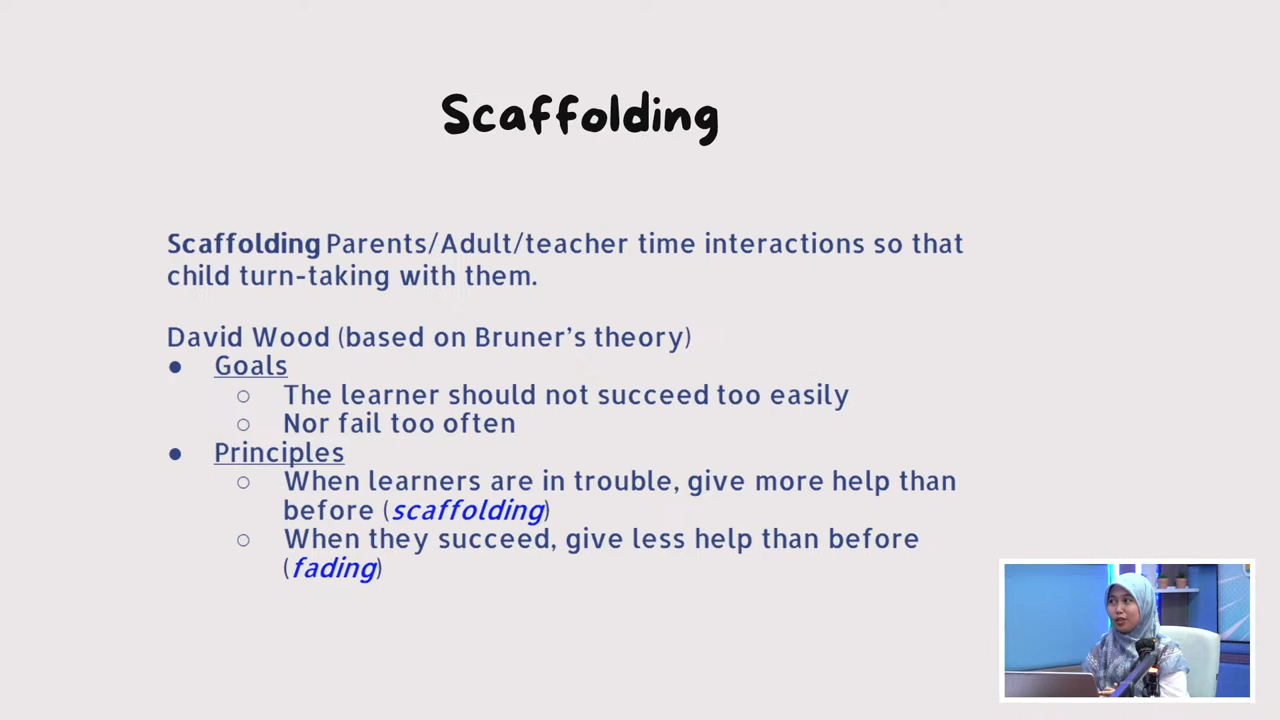 Scaffolding
Scaffolding Parents/Adult/teacher time interactions so that
child turn-taking with them.
David Wood (based on Bruner's theory)
● Goals
○ The learner should not succeed too easily
○ Nor fail too often
● Principles
○ When learners are in trouble, give more help than
before (scaffolding)
○ When they succeed, give less help than before
(fading)